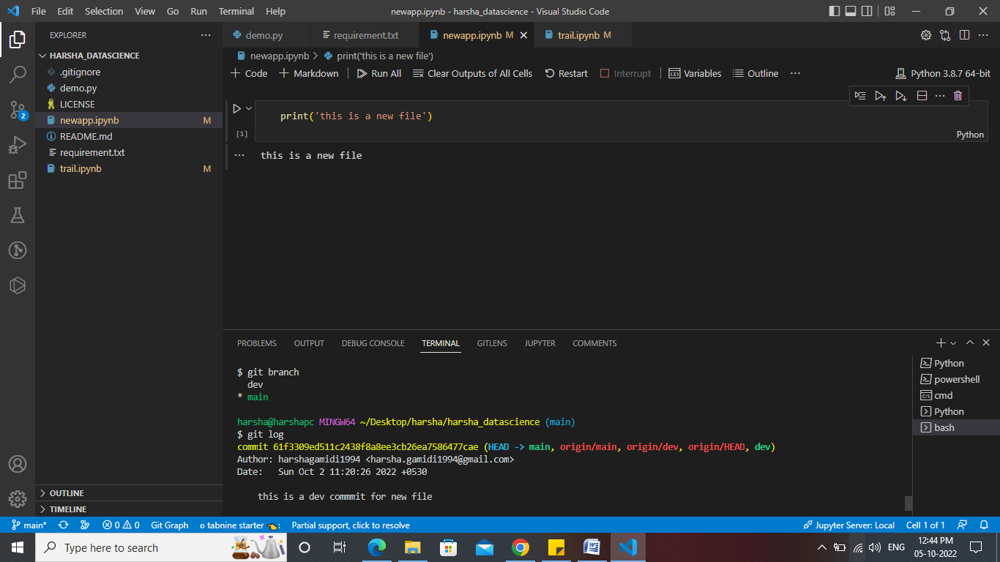 File Edit Selection View Go Run Terminal Help newapp.ipynb - harsha_datascience - Visual Studio Code
EXPLORER
HARSHA_DATASCIENCE
.gitignore
demo.py
LICENSE
newapp.ipynb M
README.md
requirement.txt
trail.ipynb M
OUTLINE
TIMELINE
2
demo.py requirement.txt newapp.ipynb M trail.ipynb M
newapp.ipynb > print('this is a new file')
+ Code + Markdown Run All Clear Outputs of All Cells Restart Interrupt Variables Outline ... Python 3.8.7 64-bit
print('this is a new file')
[1]
Python
this is a new file
PROBLEMS OUTPUT DEBUG CONSOLE TERMINAL GITLENS JUPYTER COMMENTS
$ git branch
dev
* main
harsha@harshapc MINGW64 ~/Desktop/harsha/harsha_datascience (main)
$ git log
commit 61f3309ed511c2438f8a8ee3cb26ea7586477cae (HEAD -> main, origin/main, origin/dev, origin/HEAD, dev)
Author: harshagamidi1994 <harsha.gamidi1994@gmail.com>
Date: Sun Oct 2 11:20:26 2022 +0530
this is a dev commmit for new file
Python
powershell
cmd
Python
bash
main* 0 0 Git Graph tabnine starter : Partial support, click to resolve Jupyter Server: Local Cell 1 of 1
Type here to search
ENG
12:44 PM
05-10-2022